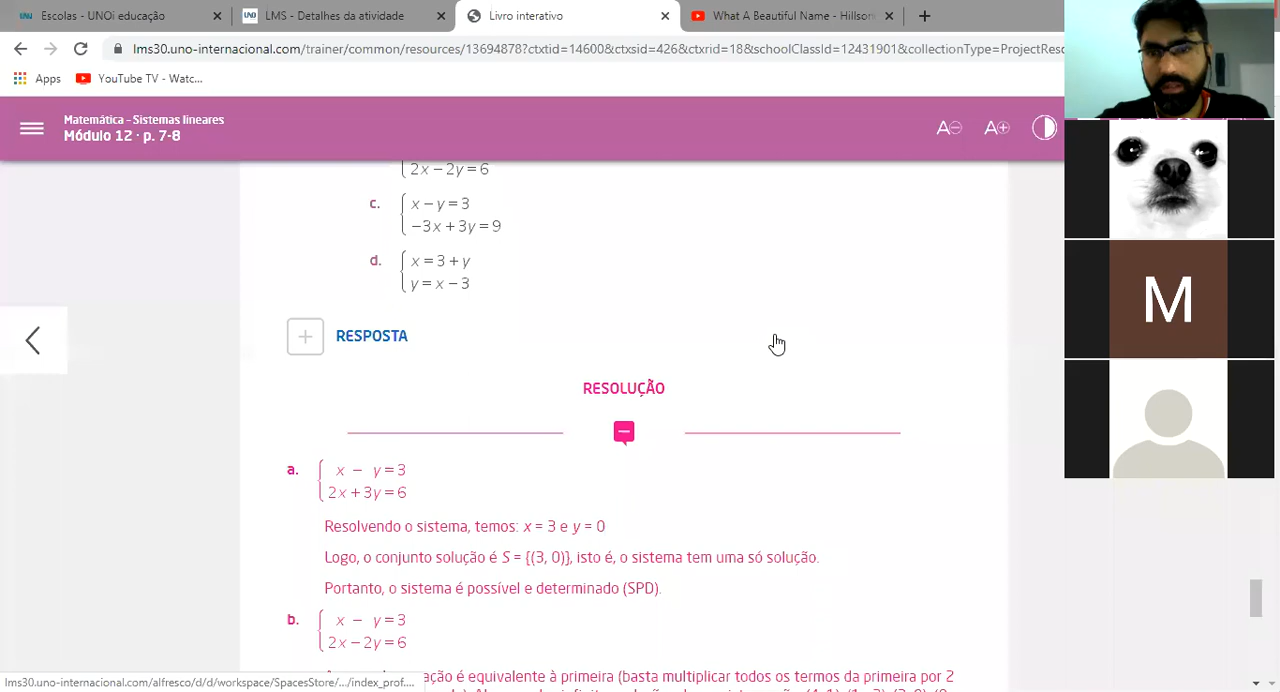 Escolas - UNOi educação
UNO LMS - Detalhes da atividade
Livro interativo
What A Beautiful Name - Hillson
lms30.uno-internacional.com/trainer/common/resources/13694878?ctxtid=14600&ctxsid=426&ctxrid=18&schoolClassId=12431901&collectionType=ProjectReso
Apps
YouTube TV - Watc...
Matemática – Sistemas lineares
Módulo 12 · p. 7-8
A− A+
2x − 2y = 6
c.
x − y = 3
−3x + 3y = 9
d.
x = 3 + y
y = x − 3
+ RESPOSTA
RESOLUÇÃO
a.
x − y = 3
2x + 3y = 6
Resolvendo o sistema, temos: x = 3 e y = 0
Logo, o conjunto solução é S = {(3, 0)}, isto é, o sistema tem uma só solução.
Portanto, o sistema é possível e determinado (SPD).
b.
x − y = 3
2x − 2y = 6
ação é equivalente à primeira (basta multiplicar todos os termos da primeira por 2
lms30.uno-internacional.com/alfresco/d/d/workspace/SpacesStore/.../index_prof....
M